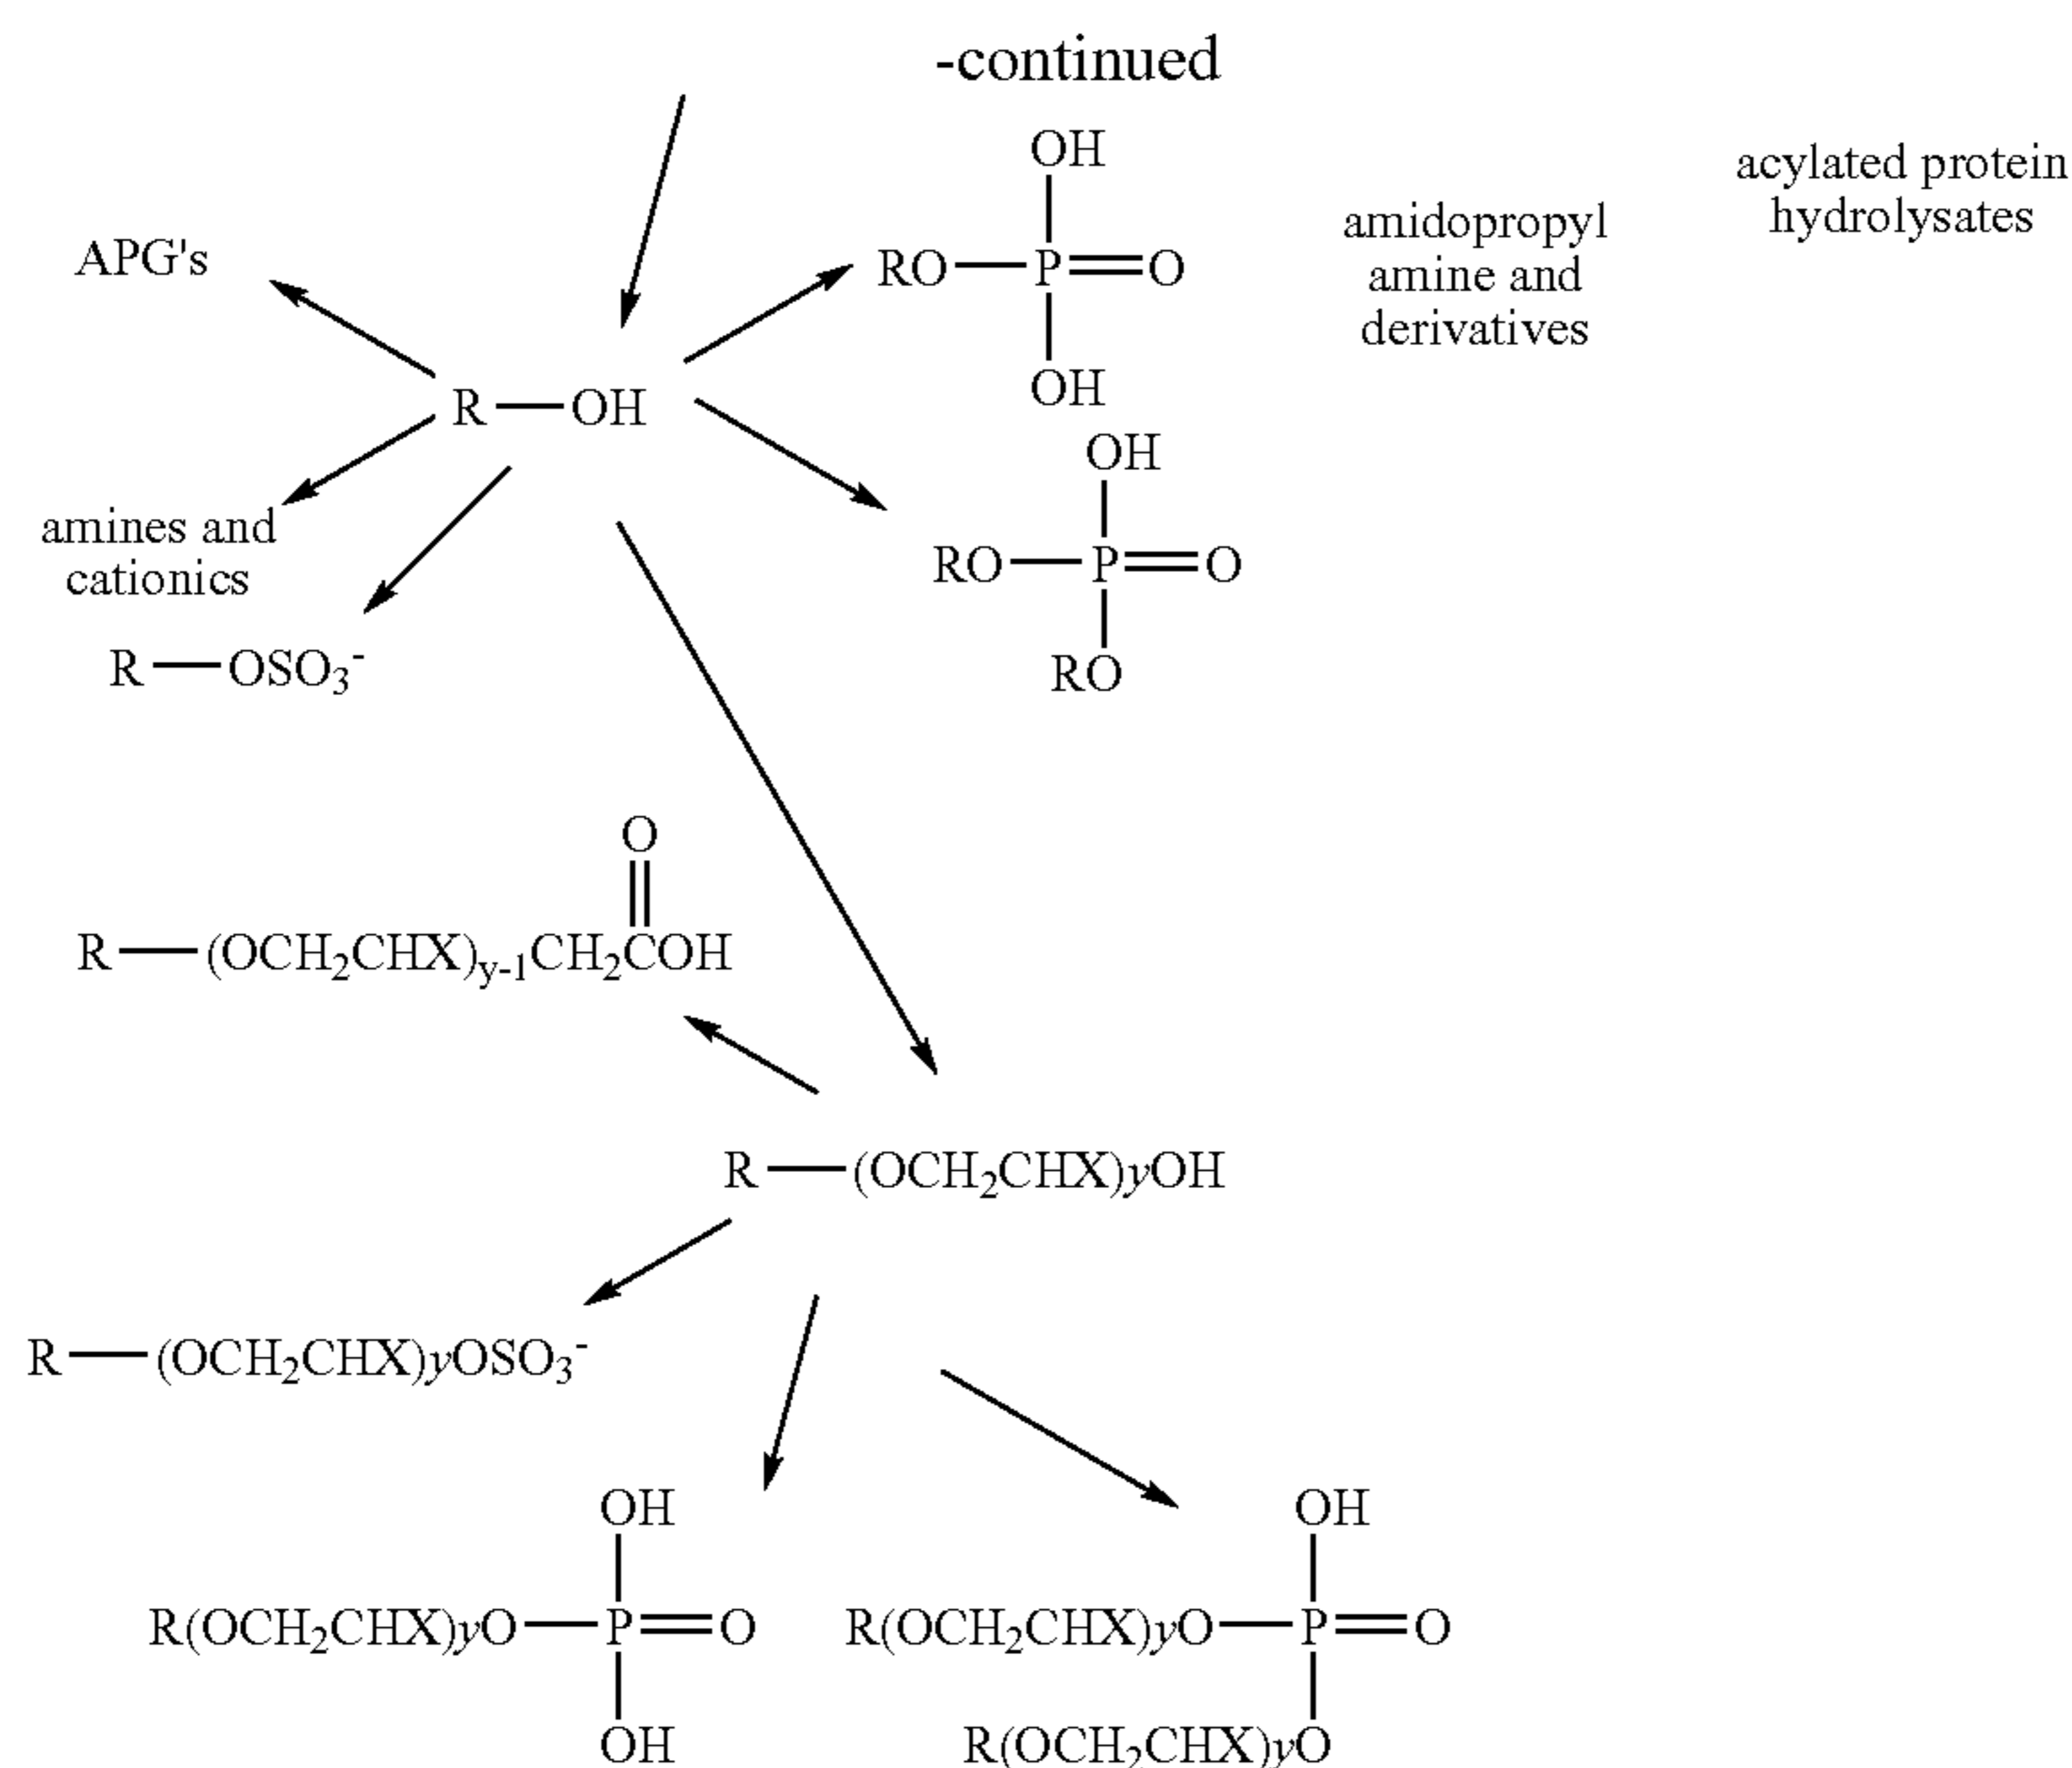 -continued
OH
acylated protein
hydrolysates
amidopropyl
amine and
derivatives
APG's
RO—P=O
OH
R—OH
OH
amines and
cationics
RO—P=O
RO
R—OSO₃⁻
O
R—(OCH₂CHX)y-1CH₂COH
R—(OCH₂CHX)yOH
R—(OCH₂CHX)yOSO₃⁻
OH
OH
R(OCH₂CHX)yO—P=O
R(OCH₂CHX)yO—P=O
OH
R(OCH₂CHX)yO